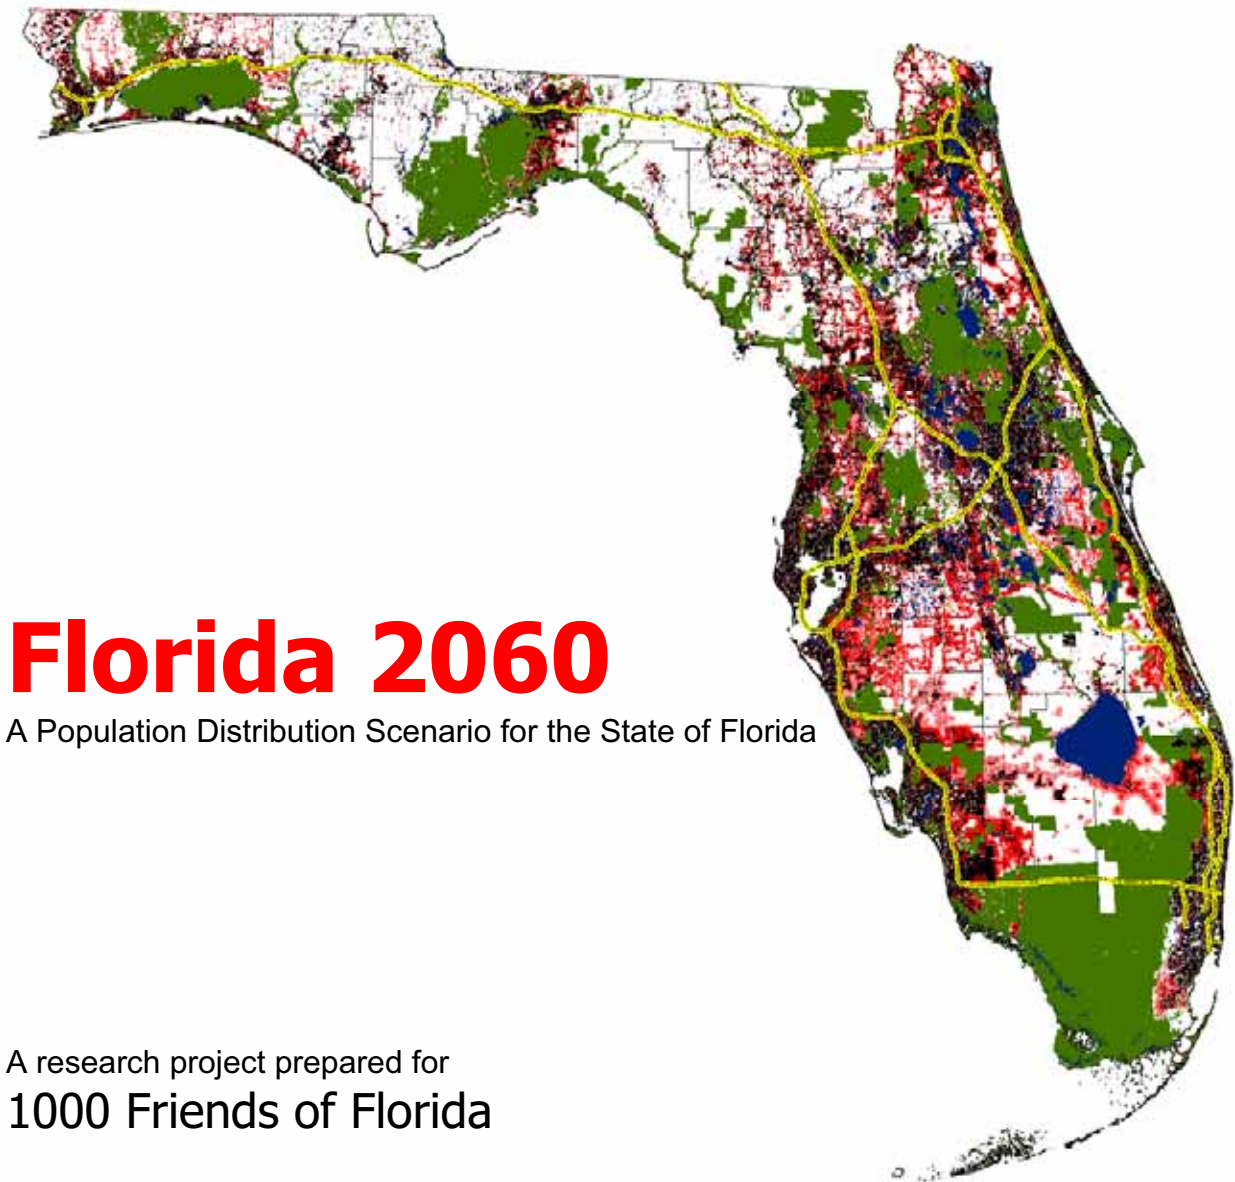 Florida 2060
A Population Distribution Scenario for the State of Florida
A research project prepared for
1000 Friends of Florida